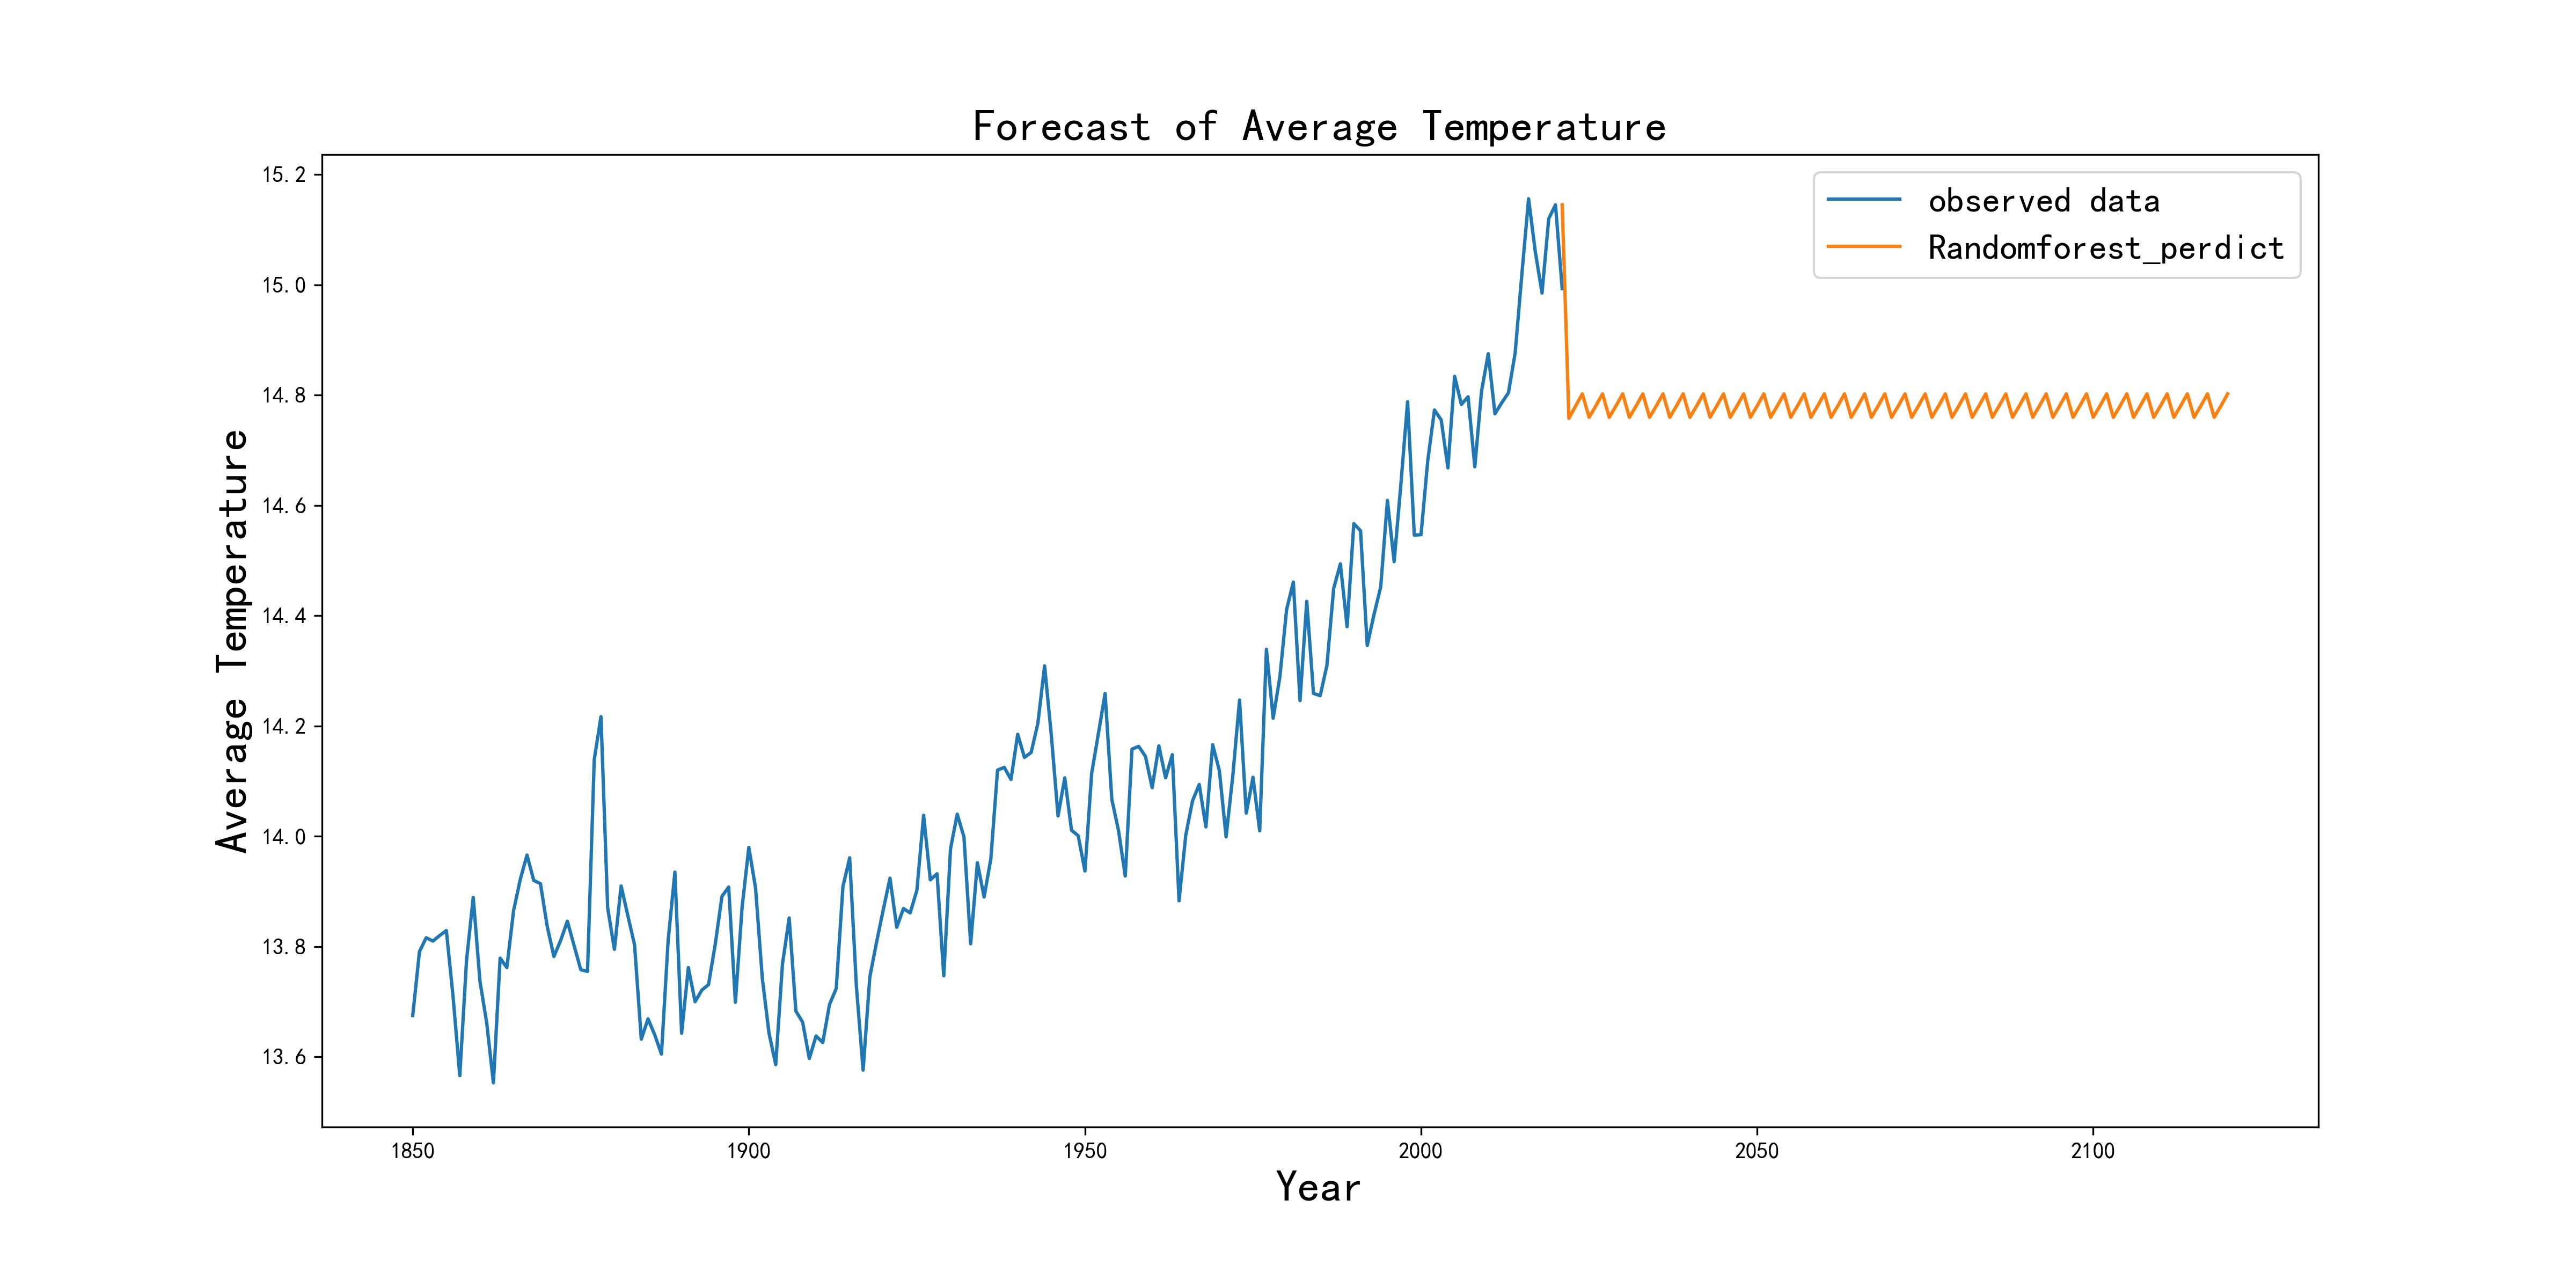 Forecast of Average Temperature
15.2
15.0
14.8
14.6
14.4
14.2
14.0
13.8
13.6
Average Temperature
1850 1900 1950 2000 2050 2100
Year
observed data
Randomforest_perdict